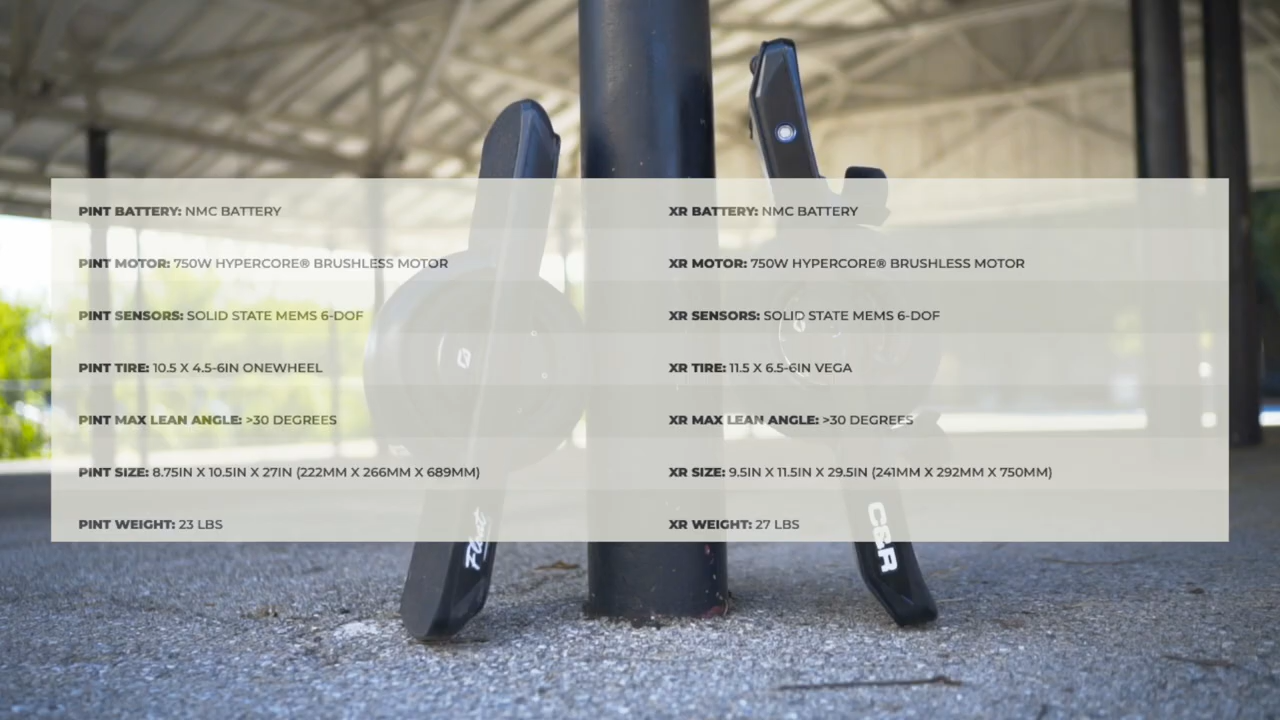 PINT BATTERY: NMC BATTERY
XR BATTERY: NMC BATTERY
PINT MOTOR: 750W HYPERCORE® BRUSHLESS MOTOR
XR MOTOR: 750W HYPERCORE® BRUSHLESS MOTOR
PINT SENSORS: SOLID STATE MEMS 6-DOF
XR SENSORS: SOLID STATE MEMS 6-DOF
PINT TIRE: 10.5 X 4.5-6IN ONEWHEEL
XR TIRE: 11.5 X 6.5-6IN VEGA
PINT MAX LEAN ANGLE: >30 DEGREES
XR MAX LEAN ANGLE: >30 DEGREES
PINT SIZE: 8.75IN X 10.5IN X 27IN (222MM X 266MM X 689MM)
XR SIZE: 9.5IN X 11.5IN X 29.5IN (241MM X 292MM X 750MM)
PINT WEIGHT: 23 LBS
XR WEIGHT: 27 LBS
Float
C&R